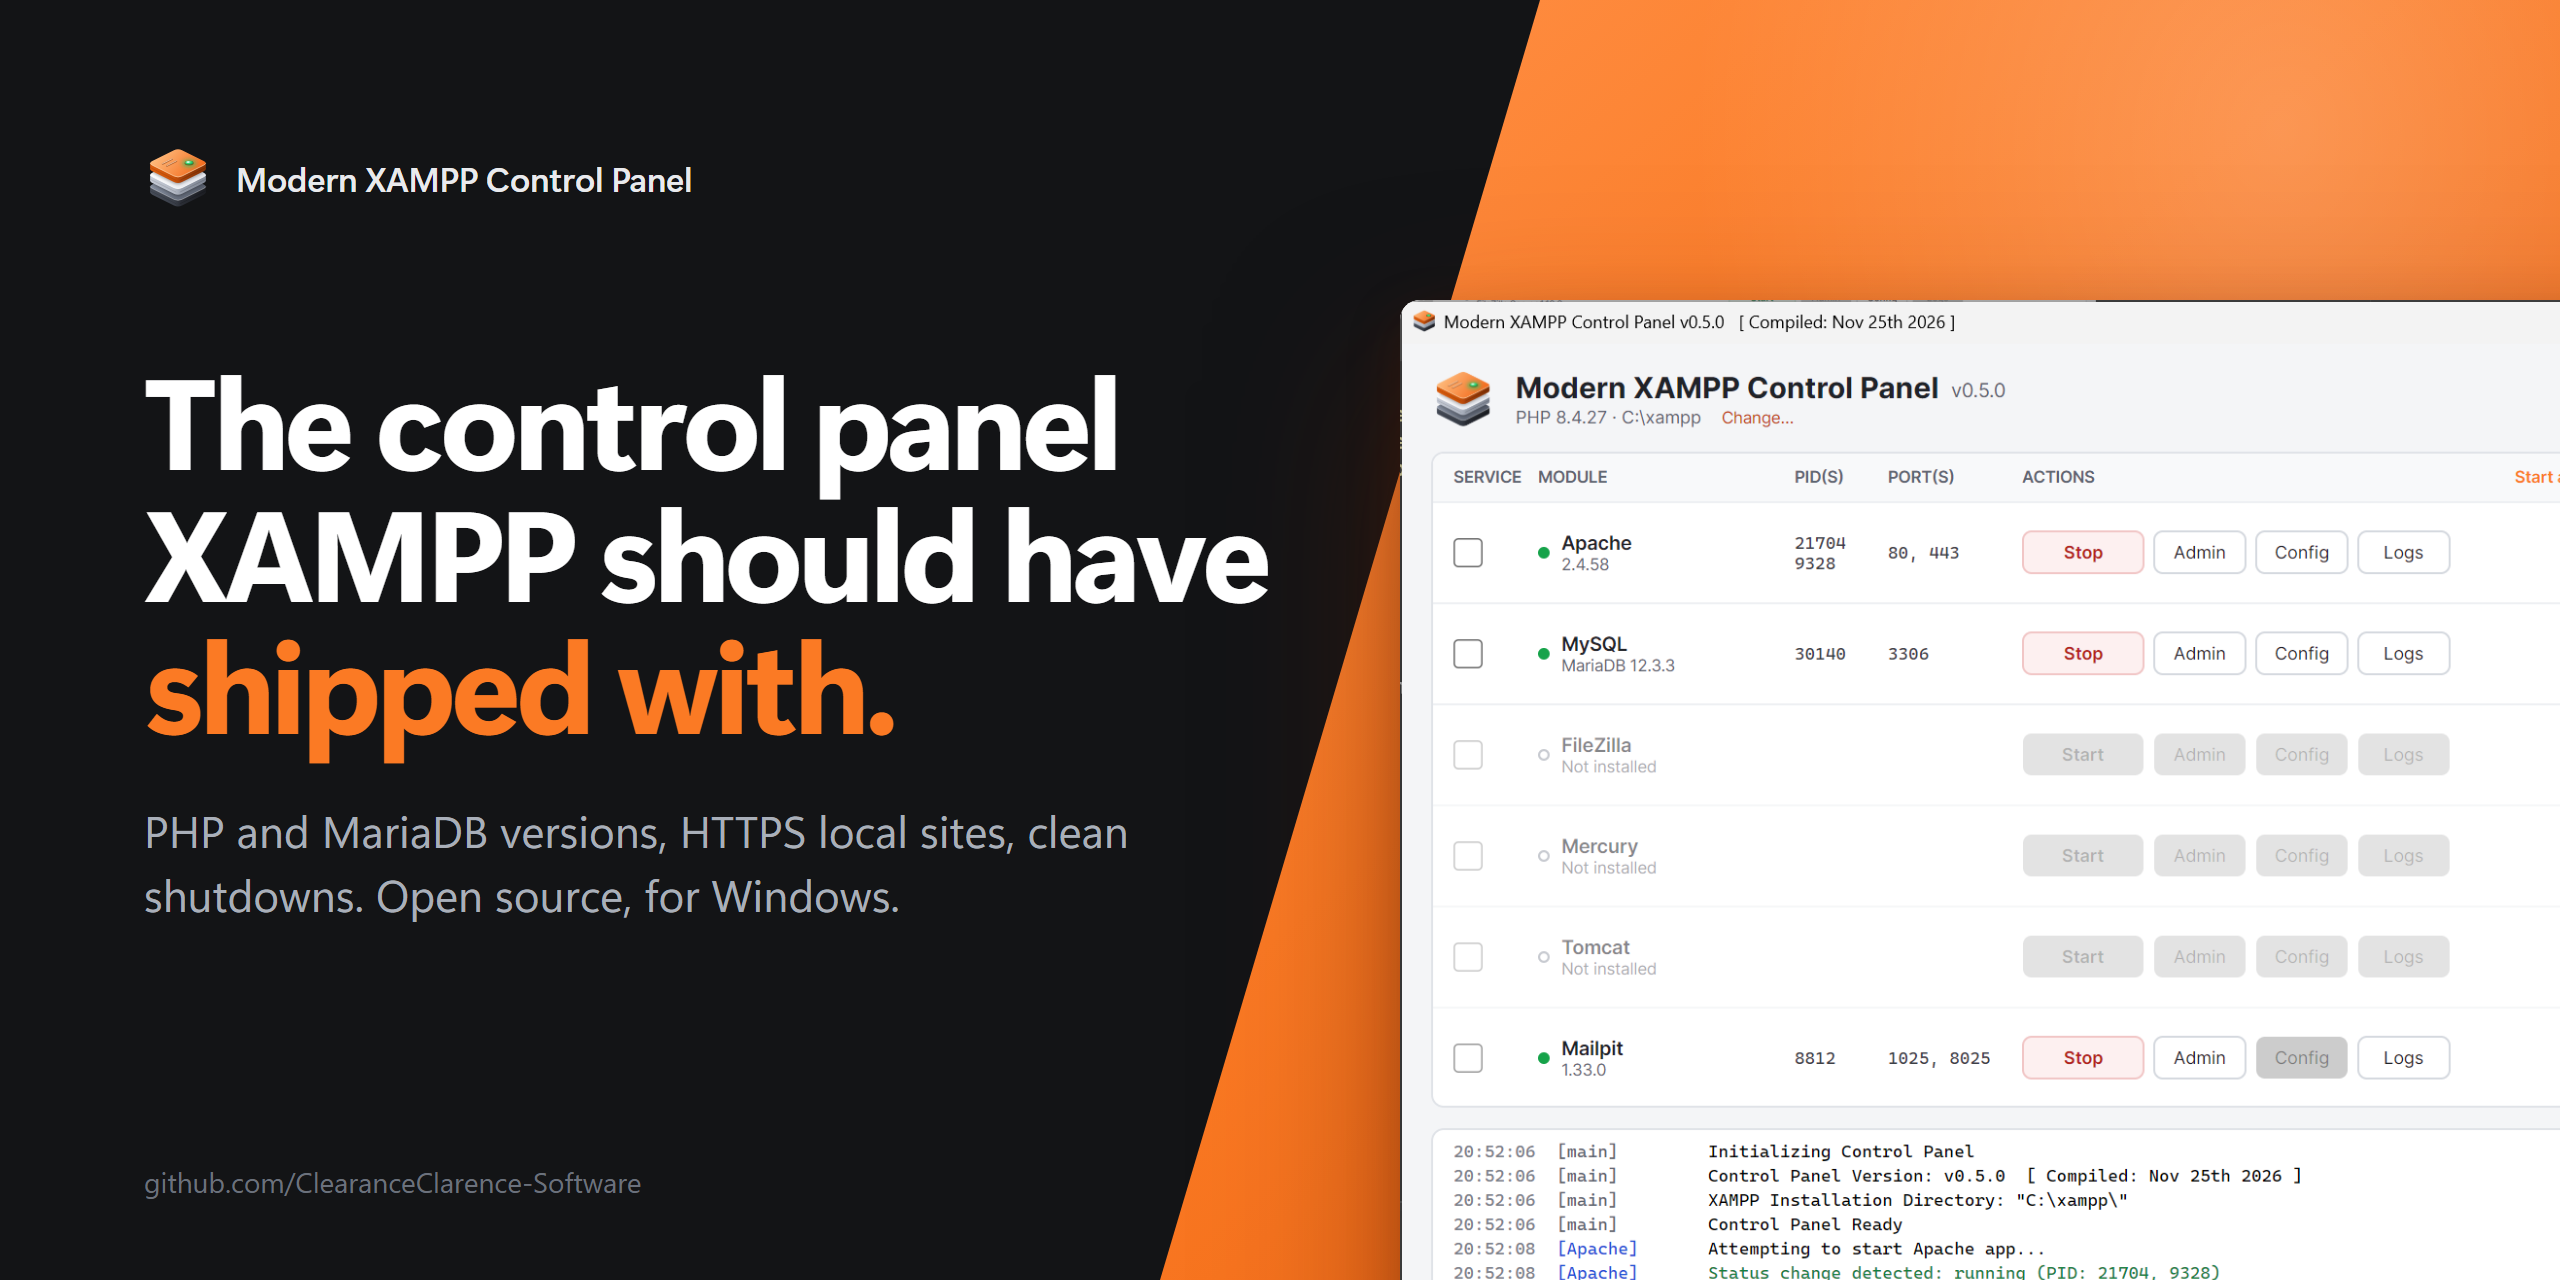 Modern XAMPP Control Panel
The control panel
XAMPP should have
shipped with.
PHP and MariaDB versions, HTTPS local sites, clean
shutdowns. Open source, for Windows.
github.com/ClearanceClarence-Software
Modern XAMPP Control Panel v0.5.0 [ Compiled: Nov 25th 2026 ]
Modern XAMPP Control Panel v0.5.0
PHP 8.4.27 · C:\xampp Change...
SERVICE MODULE PID(S) PORT(S) ACTIONS Start
Apache
2.4.58
21704
9328
80, 443
Stop Admin Config Logs
MySQL
MariaDB 12.3.3
30140 3306
Stop Admin Config Logs
FileZilla
Not installed
Start Admin Config Logs
Mercury
Not installed
Start Admin Config Logs
Tomcat
Not installed
Start Admin Config Logs
Mailpit
1.33.0
8812 1025, 8025
Stop Admin Config Logs
20:52:06 [main] Initializing Control Panel
20:52:06 [main] Control Panel Version: v0.5.0 [ Compiled: Nov 25th 2026 ]
20:52:06 [main] XAMPP Installation Directory: "C:\xampp\"
20:52:06 [main] Control Panel Ready
20:52:08 [Apache] Attempting to start Apache app...
20:52:08 [Apache] Status change detected: running (PID: 21704, 9328)